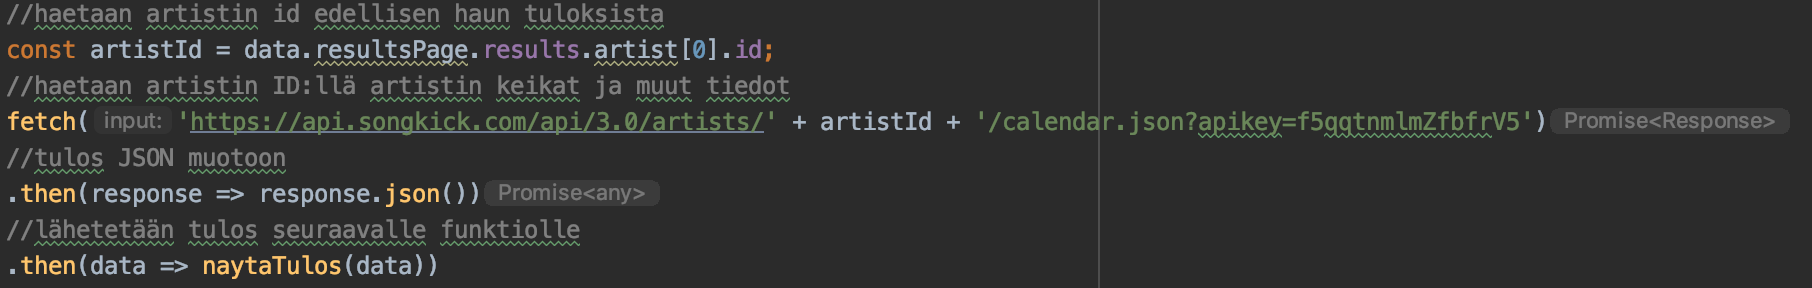 //haetaan artistin id edellisen haun tuloksista
const artistId = data.resultsPage.results.artist[0].id;
//haetaan artistin ID:llä artistin keikat ja muut tiedot
fetch( input: 'https://api.songkick.com/api/3.0/artists/' + artistId + '/calendar.json?apikey=f5gqtnmlmZfbfrV5') Promise<Response>
//tulos JSON muotoon
.then(response => response.json()) Promise<any>
//lähetetään tulos seuraavalle funktiolle
.then(data => naytaTulos(data))